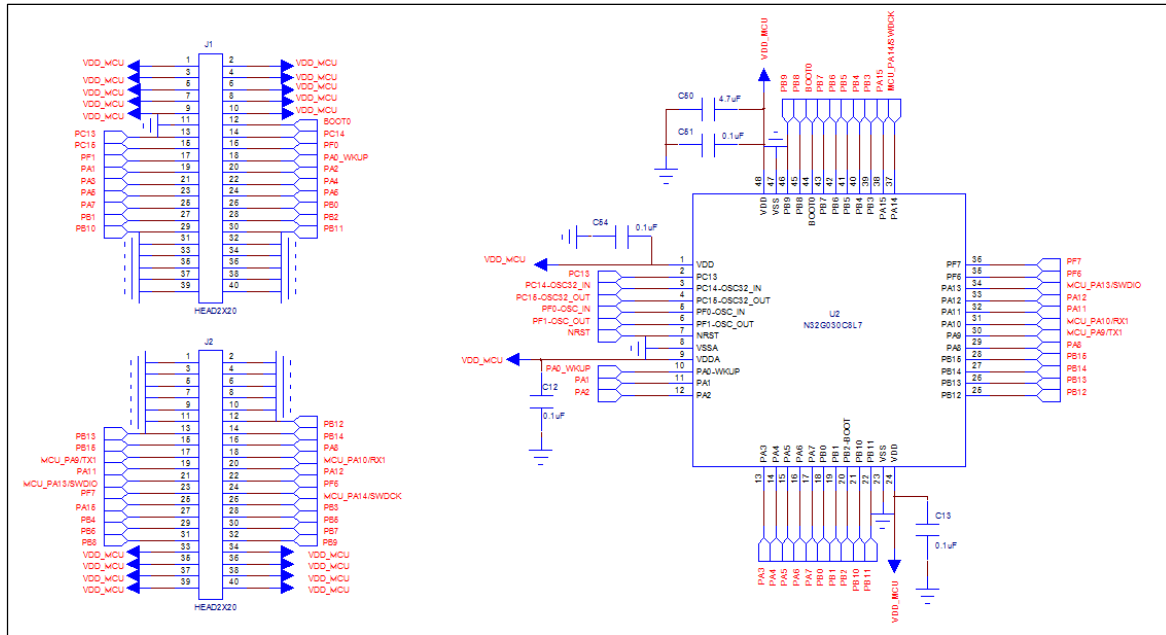 J1
VDD_MCU 1 2 VDD_MCU
VDD_MCU 3 4 VDD_MCU
VDD_MCU 5 6 VDD_MCU
VDD_MCU 7 8 VDD_MCU
VDD_MCU 9 10 VDD_MCU
11 12 BOOT0
PC13 13 14 PC14
PC15 15 16 PF0
PF1 17 18 PA0_WKUP
PA1 19 20 PA2
PA3 21 22 PA4
PA5 23 24 PA6
PA7 25 26 PB0
PB1 27 28 PB2
PB10 29 30 PB11
31 32
33 34
35 36
37 38
39 40
HEAD2X20
J2
1 2
3 4
5 6
7 8
9 10
11 12 PB12
PB13 13 14 PB14
PB15 15 16 PA8
MCU_PA9/TX1 17 18 MCU_PA10/RX1
PA11 19 20 PA12
MCU_PA13/SWDIO 21 22 PF6
PF7 23 24 MCU_PA14/SWDCK
PA15 25 26 PB3
PB4 27 28 PB5
PB6 29 30 PB7
PB8 31 32 PB9
VDD_MCU 33 34 VDD_MCU
VDD_MCU 35 36 VDD_MCU
VDD_MCU 37 38 VDD_MCU
VDD_MCU 39 40 VDD_MCU
HEAD2X20
VDD_MCU
C50 4.7uF
C51 0.1uF
PB9
PB8
BOOT0
PB7
PB6
PB5
PB4
PB3
PA15
MCU_PA14/SWDCK
48 VDD
47 VSS
46 PB9
45 PB8
44 BOOT0
43 PB7
42 PB6
41 PB5
40 PB4
39 PB3
38 PA15
37 PA14
C54 0.1uF
VDD_MCU 1 VDD
PC13 2 PC13
PC14-OSC32_IN 3 PC14-OSC32_IN
PC15-OSC32_OUT 4 PC15-OSC32_OUT
PF0-OSC_IN 5 PF0-OSC_IN
PF1-OSC_OUT 6 PF1-OSC_OUT
NRST 7 NRST
8 VSSA
VDD_MCU 9 VDDA
PA0_WKUP 10 PA0-WKUP
PA1 11 PA1
PA2 12 PA2
C12
0.1uF
U2
N32G030C8L7
PF7 36 PF7
PF6 35 PF6
PA13 34 MCU_PA13/SWDIO
PA12 33 PA12
PA11 32 PA11
PA10 31 MCU_PA10/RX1
PA9 30 MCU_PA9/TX1
PA8 29 PA8
PB15 28 PB15
PB14 27 PB14
PB13 26 PB13
PB12 25 PB12
PA3 13
PA4 14
PA5 15
PA6 16
PA7 17
PB0 18
PB1 19
PB2-BOOT 20
PB10 21
PB11 22
VSS 23
VDD 24
PA3
PA4
PA5
PA6
PA7
PB0
PB1
PB2
PB10
PB11
C13
0.1uF
VDD_MCU